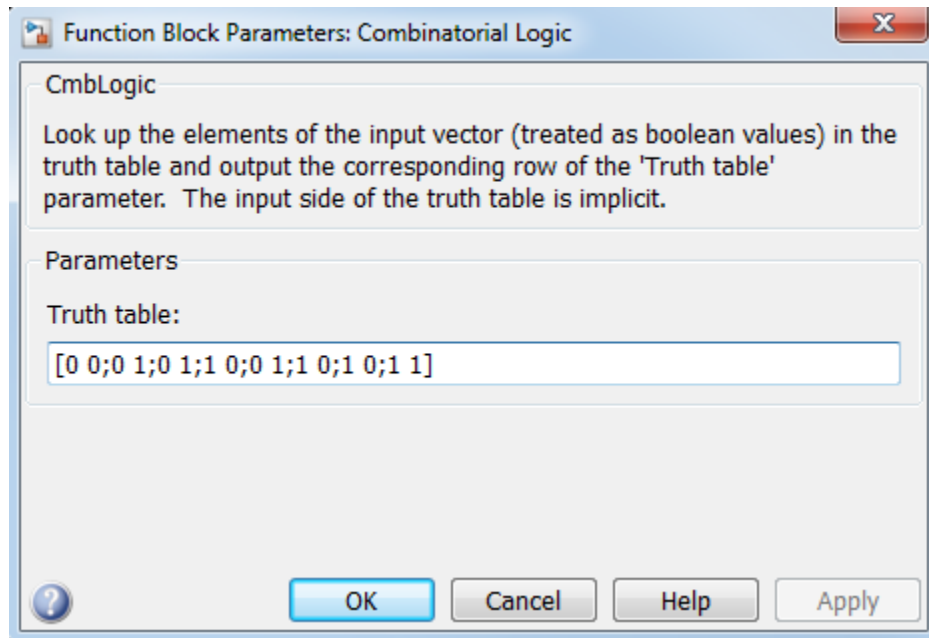 Function Block Parameters: Combinatorial Logic
CmbLogic
Look up the elements of the input vector (treated as boolean values) in the
truth table and output the corresponding row of the 'Truth table'
parameter.  The input side of the truth table is implicit.
Parameters
Truth table:
[0 0;0 1;0 1;1 0;0 1;1 0;1 0;1 1]
OK Cancel Help Apply